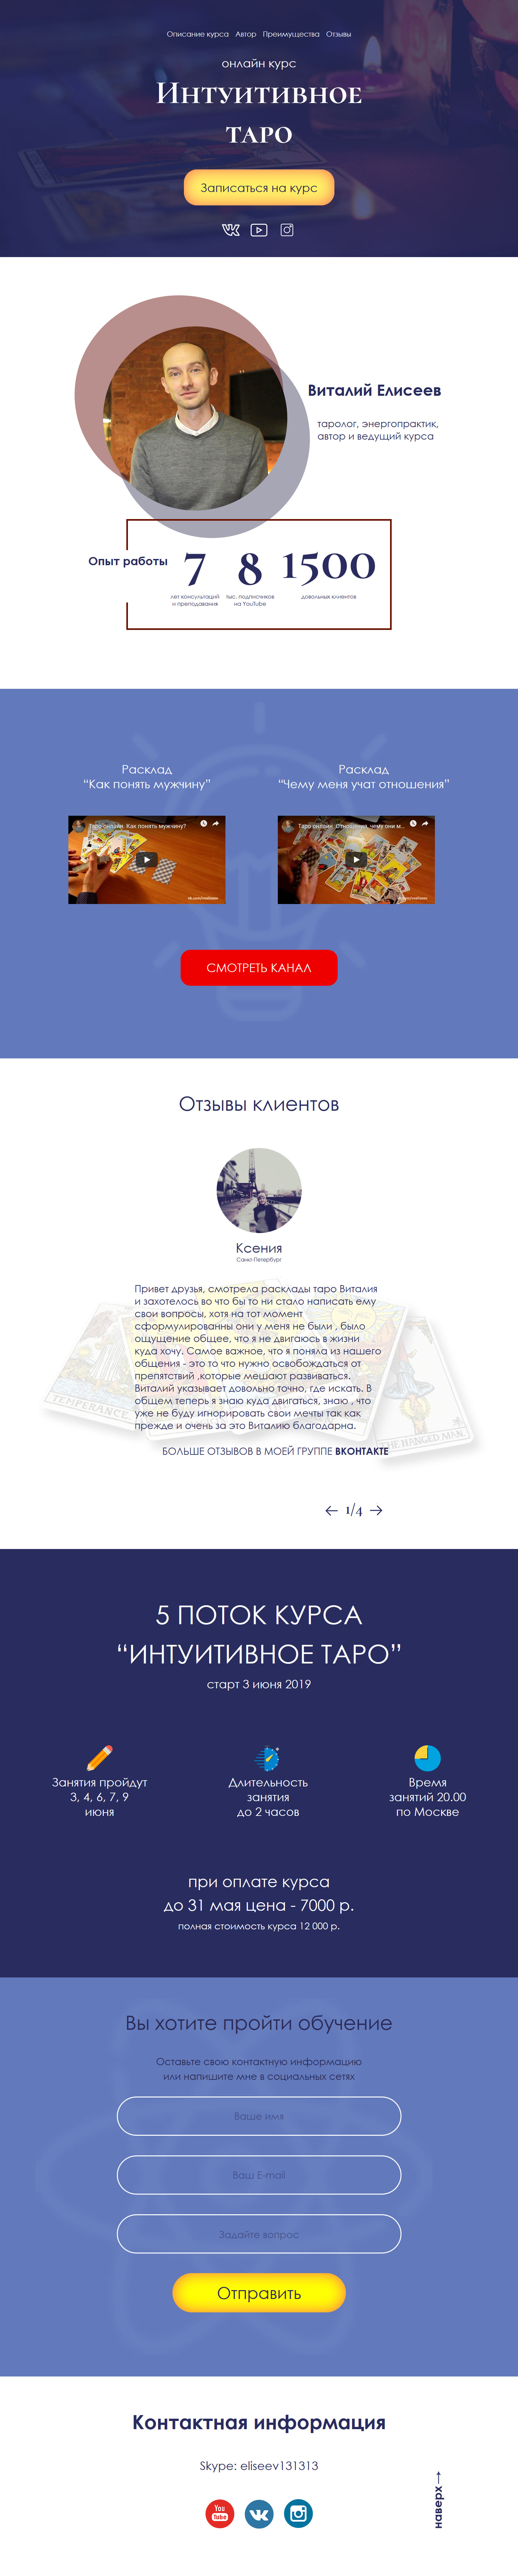 Описание курса Автор Преимущества Отзывы
онлайн курс
Интуитивное
таро
Записаться на курс
Виталий Елисеев
таролог, энергопрактик,
автор и ведущий курса
Опыт работы
7 8 1500
лет консультаций
и преподавания
тыс. подписчиков
на YouTube
довольных клиентов
Расклад
“Как понять мужчину”
Расклад
“Чему меня учат отношения”
Таро онлайн. Как понять мужчину?
Таро онлайн. Отношения, чему они м...
СМОТРЕТЬ КАНАЛ
Отзывы клиентов
Ксения
Санкт-Петербург
Привет друзья, смотрела расклады таро Виталия
и захотелось во что бы то ни стало написать ему
свои вопросы, хотя на тот момент
сформулированны они у меня не были , было
ощущение общее, что я не двигаюсь в жизни
куда хочу. Самое важное, что я поняла из нашего
общения - это то что нужно освобождаться от
препятствий ,которые мешают развиваться.
Виталий указывает довольно точно, где искать. В
общем теперь я знаю куда двигаться, знаю , что
уже не буду игнорировать свои мечты так как
прежде и очень за это Виталию благодарна.
TEMPERANCE.
THE HANGED MAN.
БОЛЬШЕ ОТЗЫВОВ В МОЕЙ ГРУППЕ ВКОНТАКТЕ
1/4
5 ПОТОК КУРСА
“ИНТУИТИВНОЕ ТАРО”
старт 3 июня 2019
Занятия пройдут
3, 4, 6, 7, 9
июня
Длительность
занятия
до 2 часов
Время
занятий 20.00
по Москве
при оплате курса
до 31 мая цена - 7000 р.
полная стоимость курса 12 000 р.
Вы хотите пройти обучение
Оставьте свою контактную информацию
или напишите мне в социальных сетях
Ваше имя
Ваш E-mail
Задайте вопрос
Отправить
Контактная информация
Skype: eliseev131313
наверх
You
Tube